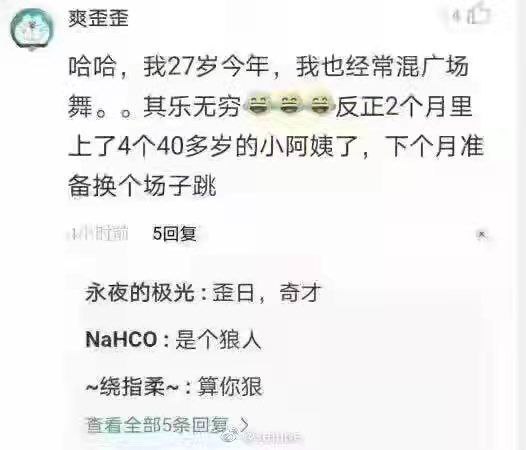 爽歪歪
4
哈哈，我27岁今年，我也经常混广场
舞。。其乐无穷😄😄😄反正2个月里
上了4个40多岁的小阿姨了，下个月准
备换个场子跳
1小时前 5回复 ×
永夜的极光：歪日，奇才
NaHCO：是个狼人
~绕指柔~：算你狠
查看全部5条回复 >